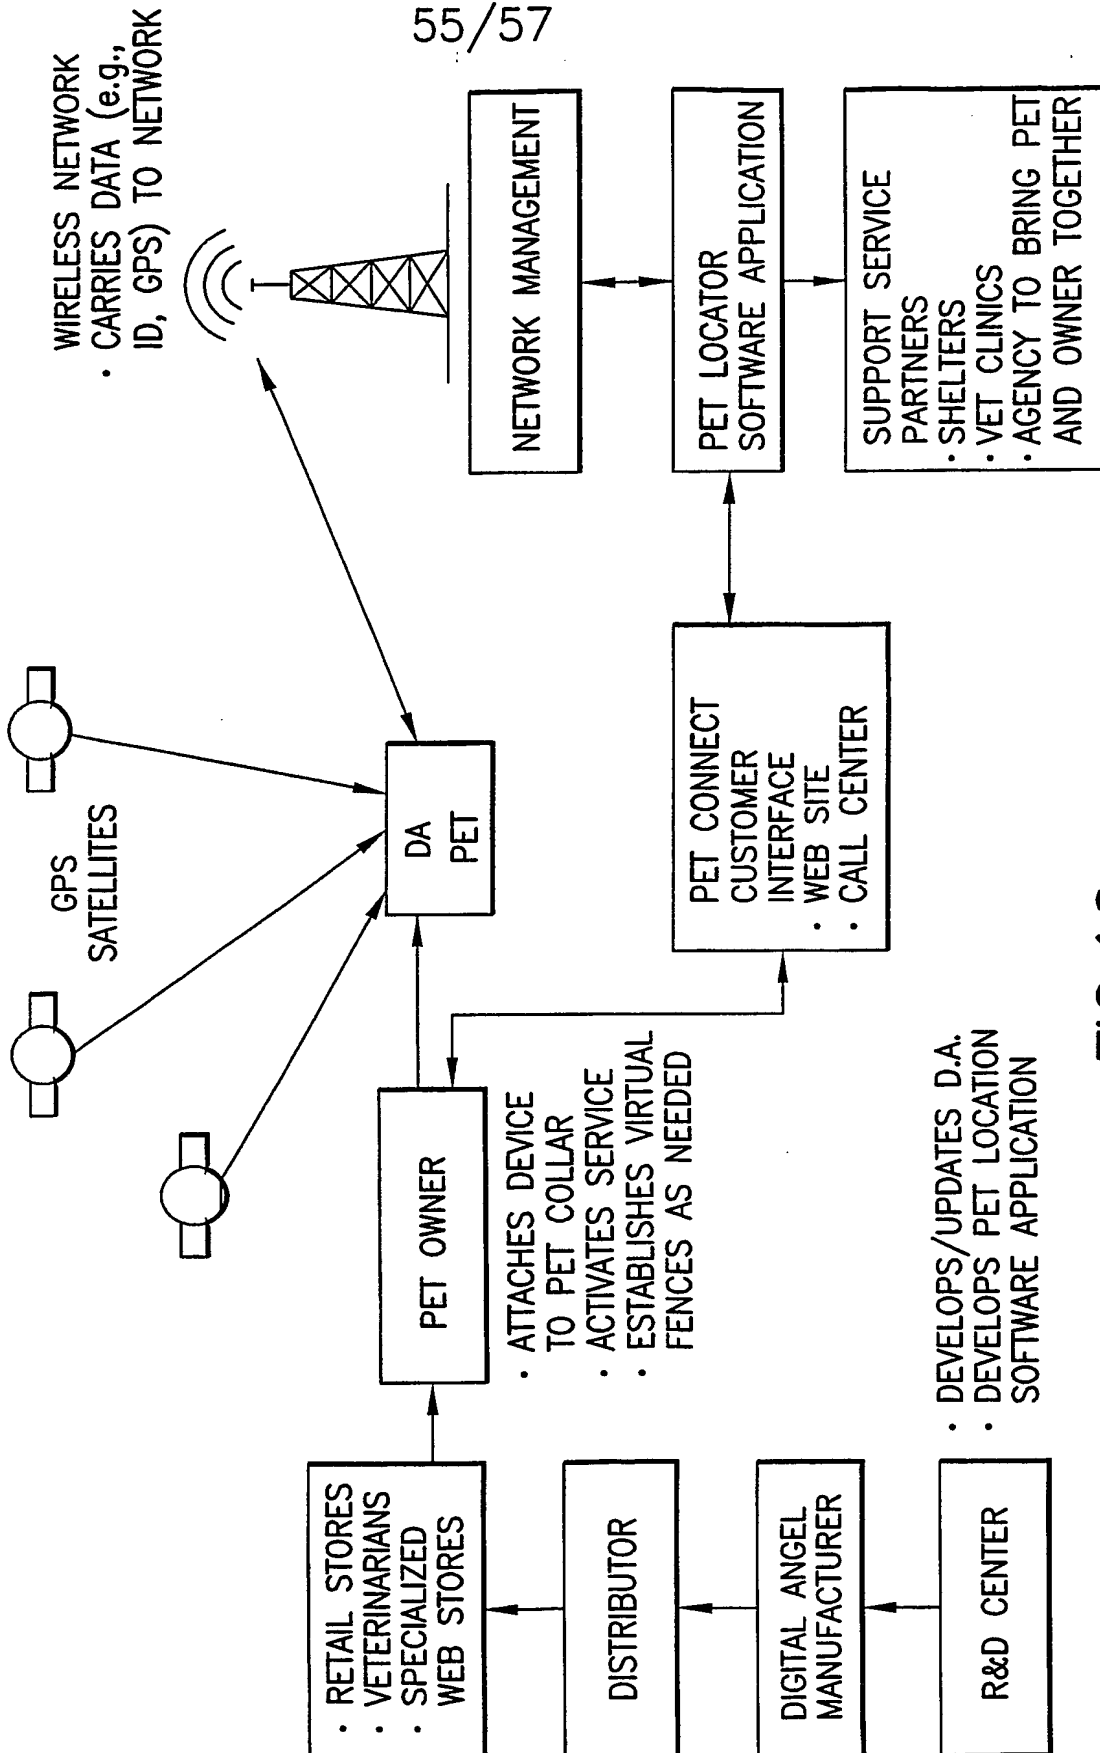 55/57
WIRELESS NETWORK
· CARRIES DATA (e.g.,
ID, GPS) TO NETWORK
GPS
SATELLITES
NETWORK MANAGEMENT
DA
PET
PET OWNER
· ATTACHES DEVICE
TO PET COLLAR
· ACTIVATES SERVICE
· ESTABLISHES VIRTUAL
FENCES AS NEEDED
PET LOCATOR
SOFTWARE APPLICATION
PET CONNECT
CUSTOMER
INTERFACE
· WEB SITE
· CALL CENTER
SUPPORT SERVICE
PARTNERS
· SHELTERS
· VET CLINICS
· AGENCY TO BRING PET
AND OWNER TOGETHER
· RETAIL STORES
· VETERINARIANS
· SPECIALIZED
WEB STORES
DISTRIBUTOR
DIGITAL ANGEL
MANUFACTURER
R&D CENTER
· DEVELOPS/UPDATES D.A.
· DEVELOPS PET LOCATION
SOFTWARE APPLICATION